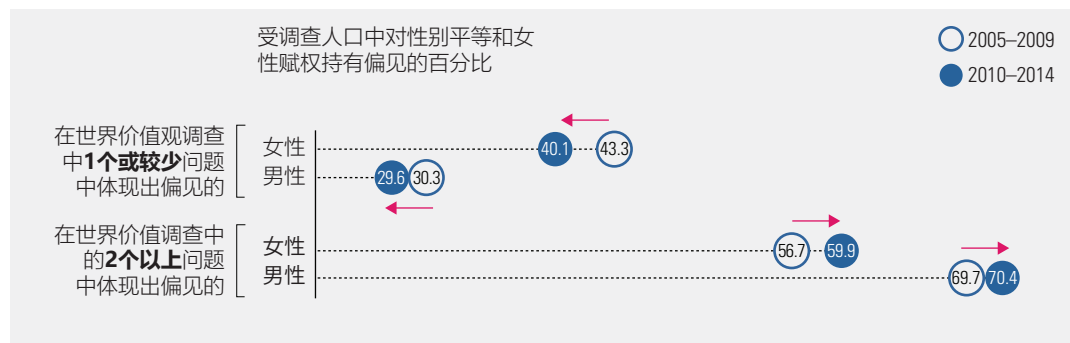 受调查人口中对性别平等和女
性赋权持有偏见的百分比
2005–2009
2010–2014
在世界价值观调查
中1个或较少问题
中体现出偏见的
女性
40.1
43.3
男性
29.6
30.3
在世界价值调查中
的2个以上问题
中体现出偏见的
女性
56.7
59.9
男性
69.7
70.4